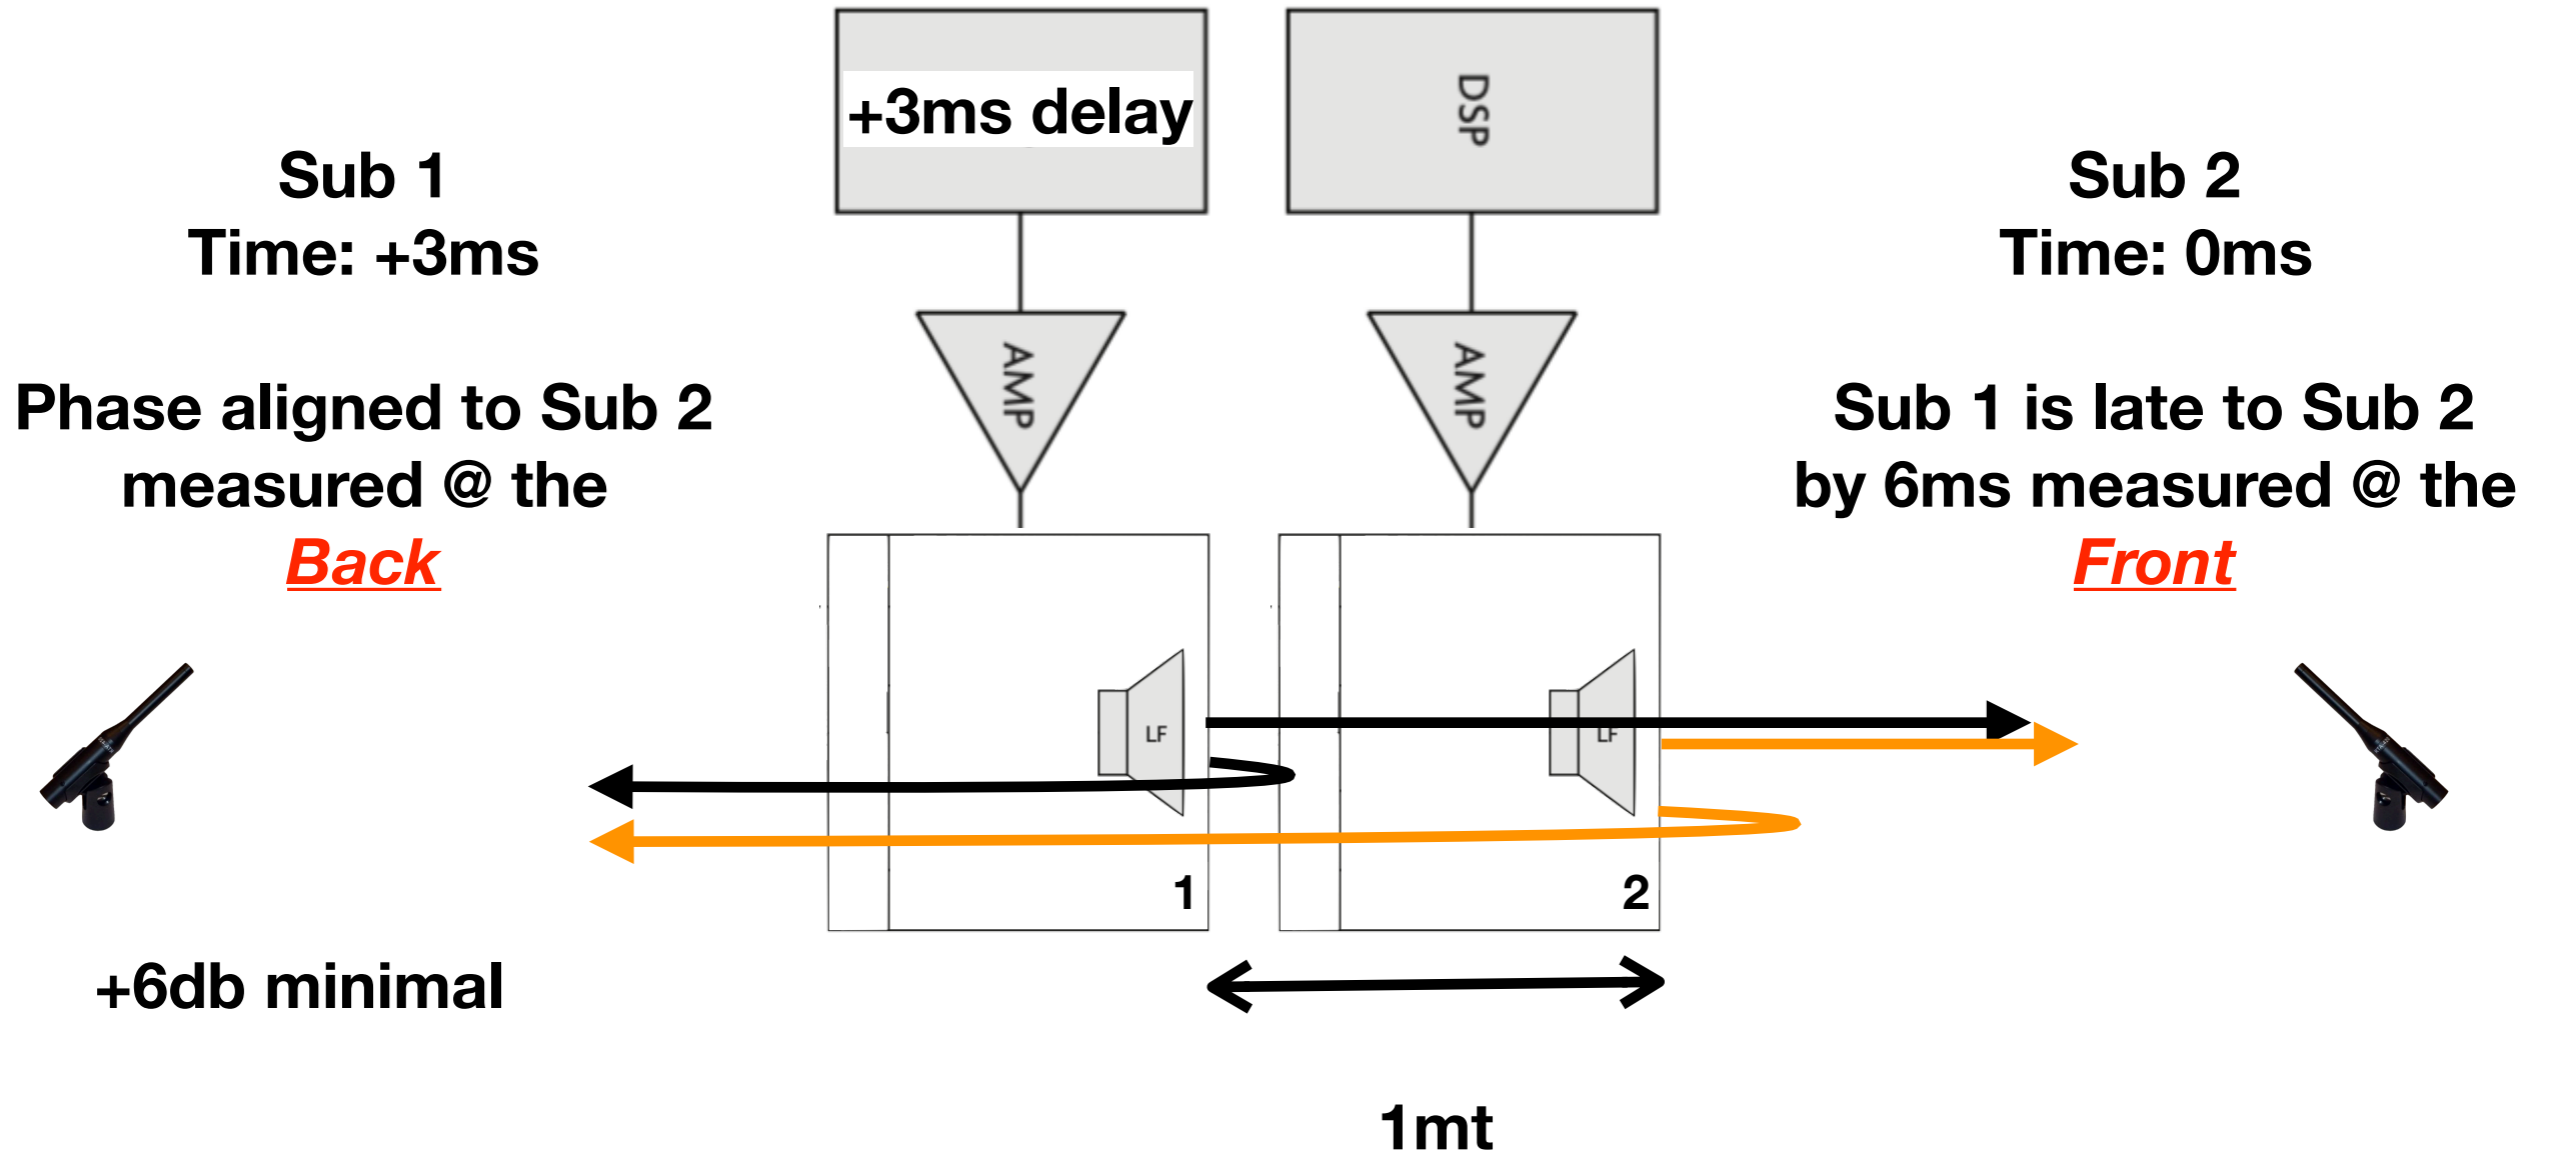 +3ms delay
DSP
Sub 1
Time: +3ms
Sub 2
Time: 0ms
AMP
AMP
Phase aligned to Sub 2
measured @ the
Back
Sub 1 is late to Sub 2
by 6ms measured @ the
Front
LF
LF
1
2
+6db minimal
1mt